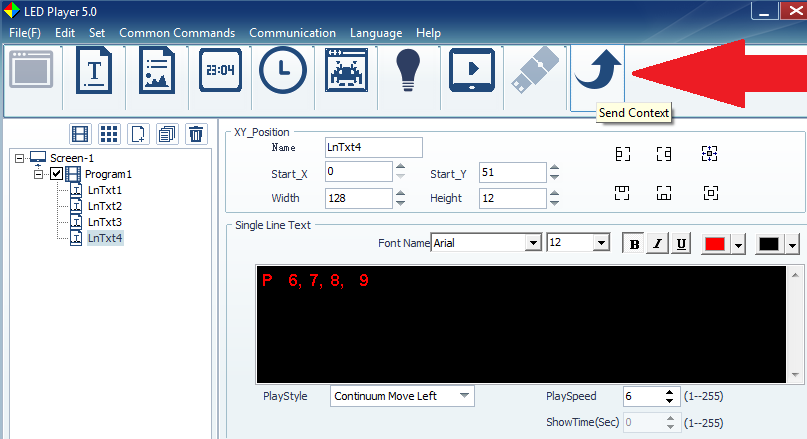 LED Player 5.0
File(F) Edit Set Common Commands Communication Language Help
23:04
Send Context
Screen-1
Program1
LnTxt1
LnTxt2
LnTxt3
LnTxt4
XY_Position
Name LnTxt4
Start_X 0 Start_Y 51
Width 128 Height 12
Single Line Text
Font Name Arial 12 B I U
P 6, 7, 8, 9
PlayStyle Continuum Move Left PlaySpeed 6 (1--255)
ShowTime(Sec) 0 (1--255)